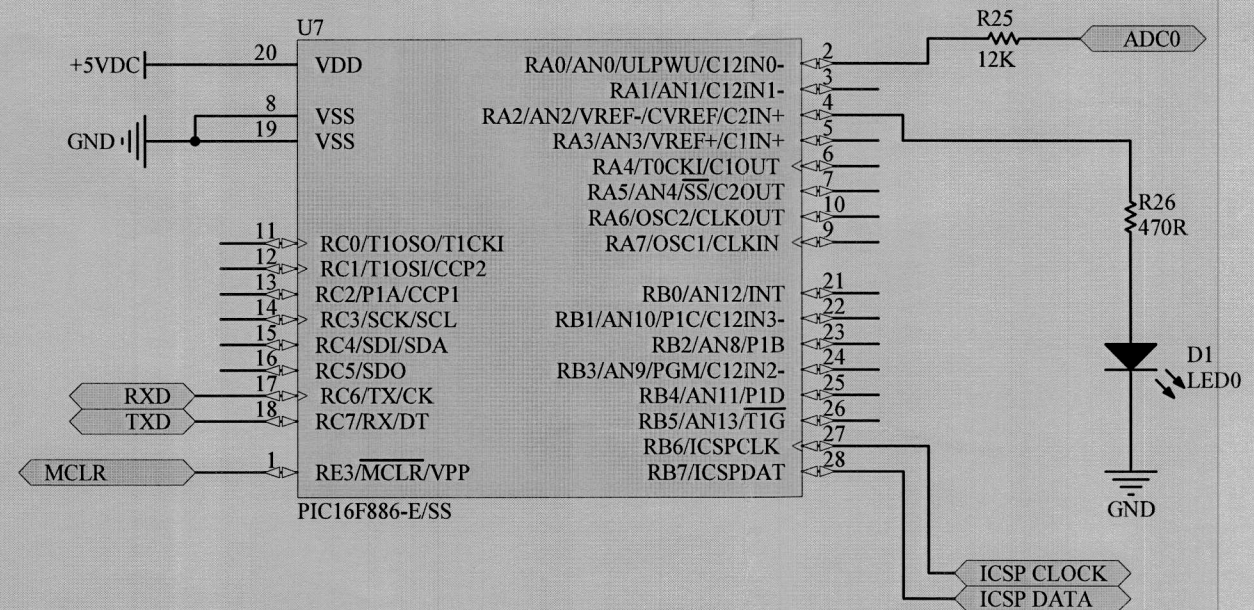 U7
R25
12K
ADC0
+5VDC
20
VDD
GND
8
VSS
19
VSS
RA0/AN0/ULPWU/C12IN0-
2
RA1/AN1/C12IN1-
3
RA2/AN2/VREF-/CVREF/C2IN+
4
RA3/AN3/VREF+/C1IN+
5
RA4/T0CKI/C1OUT
6
RA5/AN4/SS/C2OUT
7
RA6/OSC2/CLKOUT
10
RA7/OSC1/CLKIN
9
R26
470R
11
RC0/T1OSO/T1CKI
12
RC1/T1OSI/CCP2
13
RC2/P1A/CCP1
14
RC3/SCK/SCL
15
RC4/SDI/SDA
16
RC5/SDO
RXD
17
RC6/TX/CK
TXD
18
RC7/RX/DT
MCLR
1
RE3/MCLR/VPP
RB0/AN12/INT
21
RB1/AN10/P1C/C12IN3-
22
RB2/AN8/P1B
23
RB3/AN9/PGM/C12IN2-
24
RB4/AN11/P1D
25
RB5/AN13/T1G
26
RB6/ICSPCLK
27
RB7/ICSPDAT
28
D1
LED0
GND
PIC16F886-E/SS
ICSP CLOCK
ICSP DATA